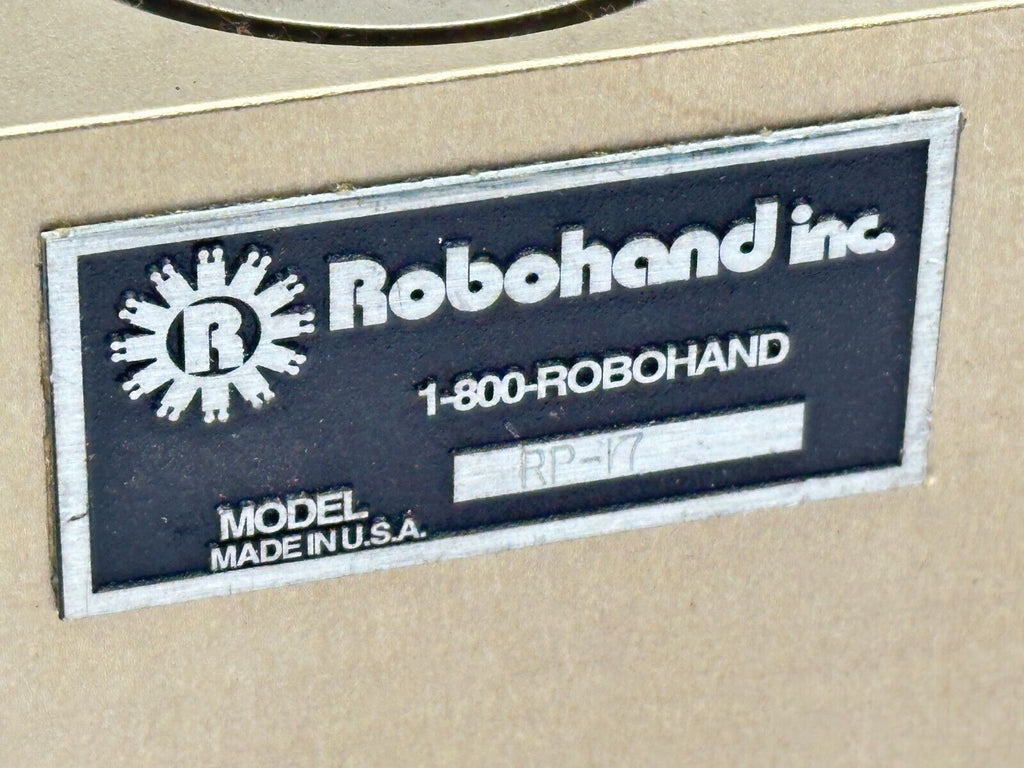 R
Robohand inc.
1-800-ROBOHAND
RP-17
MODEL
MADE IN U.S.A.